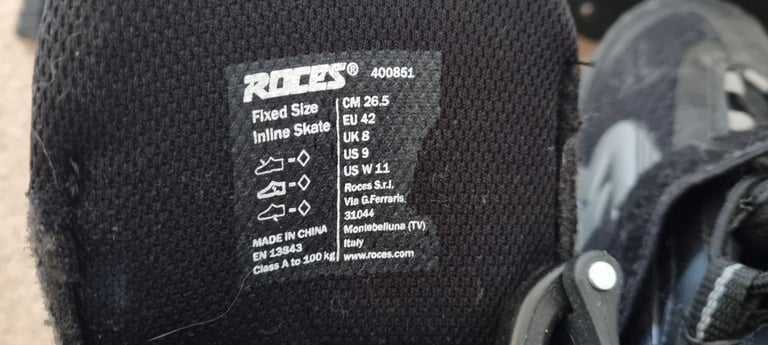 ROCES® 400851
Fixed Size
Inline Skate
MADE IN CHINA
EN 13843
Class A to 100 kg
CM 26.5
EU 42
UK 8
US 9
US W 11
Roces S.r.l.
Via G.Ferraris
31044
Montebelluna (TV)
Italy
www.roces.com